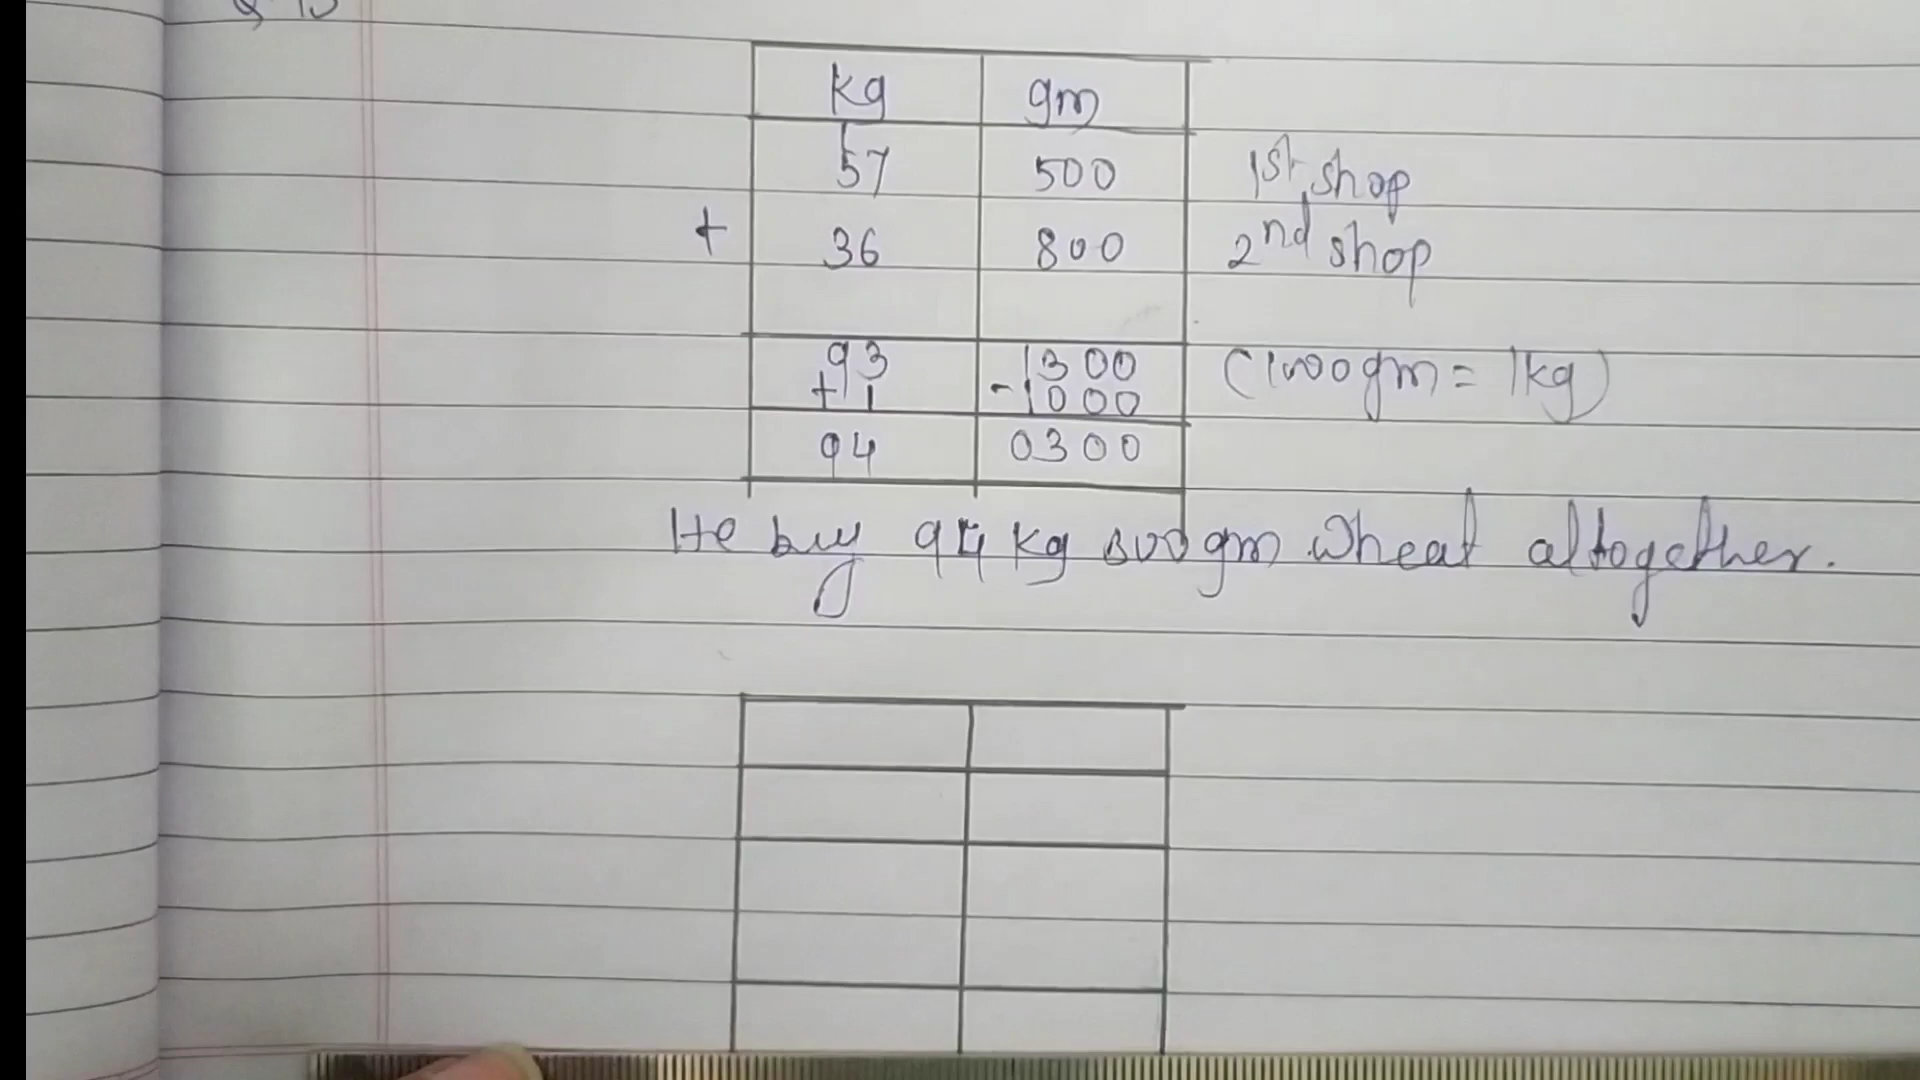 kg gm
57 500 1st shop
+ 36 800 2nd shop
93 1300 (1000gm = 1kg)
+ 1 - 1000
94 0300
He buy 94 kg 300 gm wheat altogether.